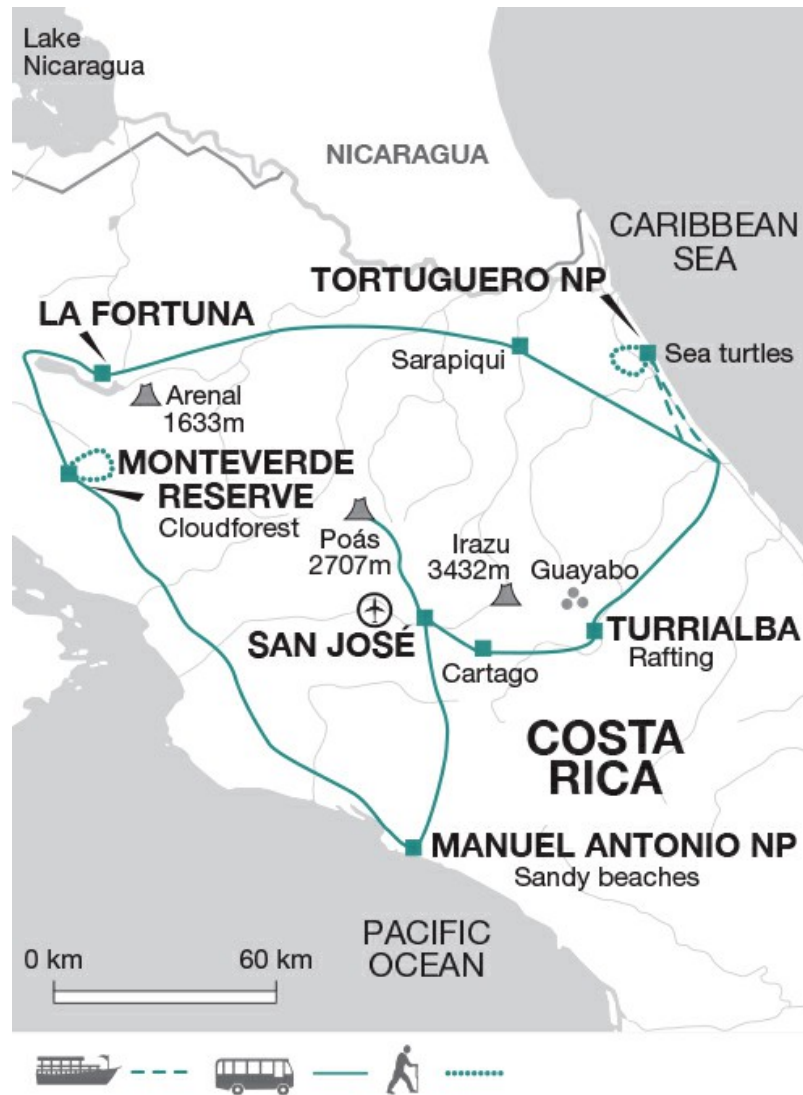 Lake
Nicaragua
NICARAGUA
CARIBBEAN
SEA
TORTUGUERO NP
LA FORTUNA
Sarapiqui
Sea turtles
Arenal
1633m
MONTEVERDE
RESERVE
Cloudforest
Poás
2707m
Irazu
3432m
Guayabo
SAN JOSÉ
Cartago
TURRIALBA
Rafting
COSTA
RICA
MANUEL ANTONIO NP
Sandy beaches
PACIFIC
OCEAN
0 km
60 km